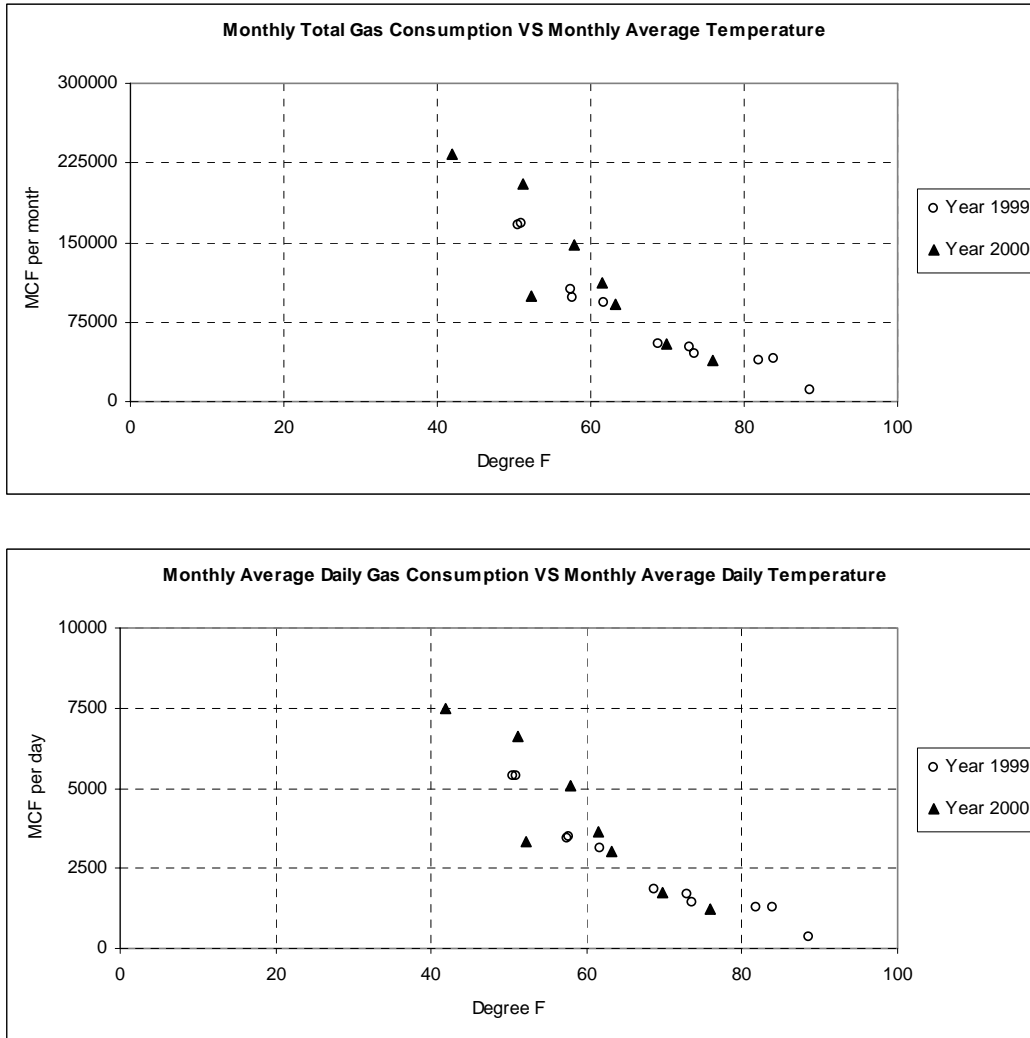 Monthly Total Gas Consumption VS Monthly Average Temperature
300000
225000
150000
75000
0
MCF per month
0 20 40 60 80 100
Degree F
Year 1999
Year 2000
Monthly Average Daily Gas Consumption VS Monthly Average Daily Temperature
10000
7500
5000
2500
0
MCF per day
0 20 40 60 80 100
Degree F
Year 1999
Year 2000